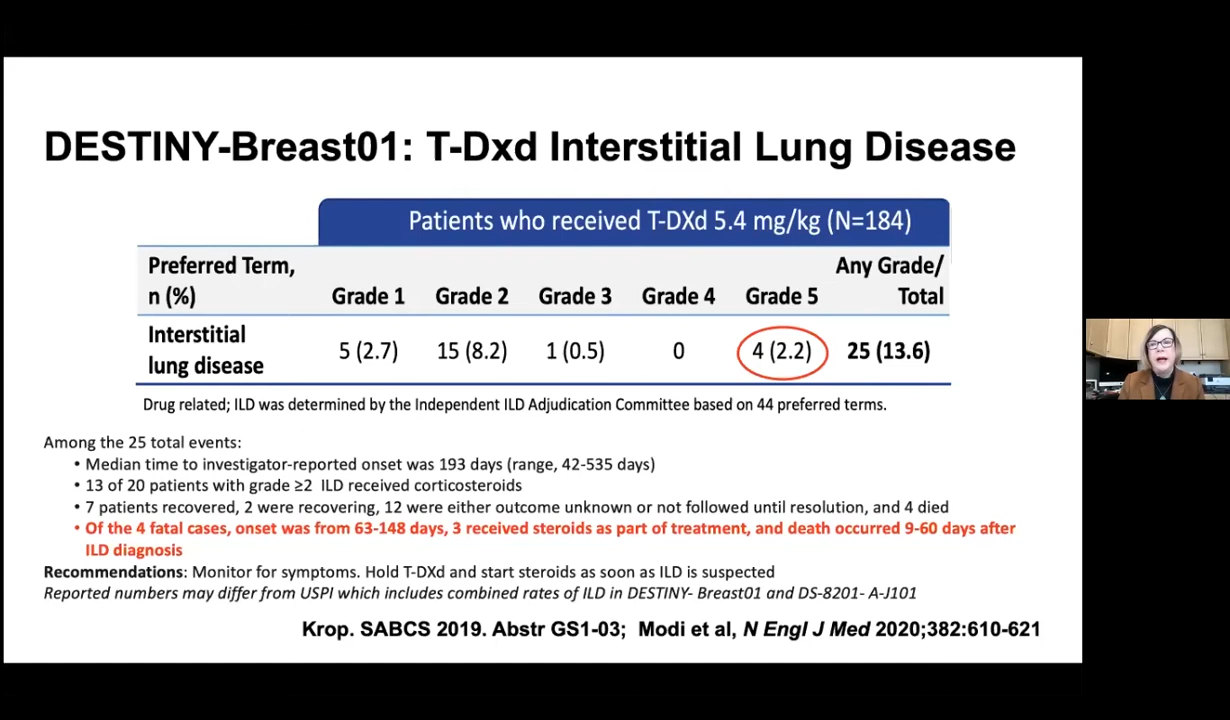 DESTINY-Breast01: T-Dxd Interstitial Lung Disease
Patients who received T-DXd 5.4 mg/kg (N=184)
Preferred Term, n (%) Grade 1 Grade 2 Grade 3 Grade 4 Grade 5 Any Grade/ Total
Interstitial lung disease 5 (2.7) 15 (8.2) 1 (0.5) 0 4 (2.2) 25 (13.6)
Drug related; ILD was determined by the Independent ILD Adjudication Committee based on 44 preferred terms.
Among the 25 total events:
• Median time to investigator-reported onset was 193 days (range, 42-535 days)
• 13 of 20 patients with grade ≥2 ILD received corticosteroids
• 7 patients recovered, 2 were recovering, 12 were either outcome unknown or not followed until resolution, and 4 died
• Of the 4 fatal cases, onset was from 63-148 days, 3 received steroids as part of treatment, and death occurred 9-60 days after
ILD diagnosis
Recommendations: Monitor for symptoms. Hold T-DXd and start steroids as soon as ILD is suspected
Reported numbers may differ from USPI which includes combined rates of ILD in DESTINY- Breast01 and DS-8201- A-J101
Krop. SABCS 2019. Abstr GS1-03; Modi et al, N Engl J Med 2020;382:610-621